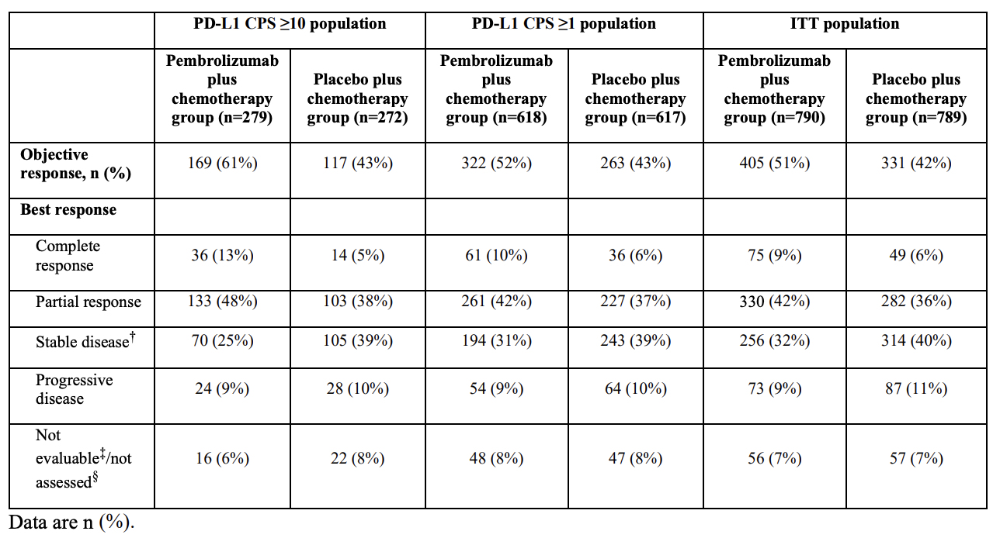 PD-L1 CPS ≥10 population PD-L1 CPS ≥1 population ITT population
Pembrolizumab
plus
chemotherapy
group (n=279)
Placebo plus
chemotherapy
group (n=272)
Pembrolizumab
plus
chemotherapy
group (n=618)
Placebo plus
chemotherapy
group (n=617)
Pembrolizumab
plus
chemotherapy
group (n=790)
Placebo plus
chemotherapy
group (n=789)
Objective
response, n (%)
169 (61%) 117 (43%) 322 (52%) 263 (43%) 405 (51%) 331 (42%)
Best response
Complete
response
36 (13%) 14 (5%) 61 (10%) 36 (6%) 75 (9%) 49 (6%)
Partial response 133 (48%) 103 (38%) 261 (42%) 227 (37%) 330 (42%) 282 (36%)
Stable disease† 70 (25%) 105 (39%) 194 (31%) 243 (39%) 256 (32%) 314 (40%)
Progressive
disease
24 (9%) 28 (10%) 54 (9%) 64 (10%) 73 (9%) 87 (11%)
Not
evaluable‡/not
assessed§
16 (6%) 22 (8%) 48 (8%) 47 (8%) 56 (7%) 57 (7%)
Data are n (%).